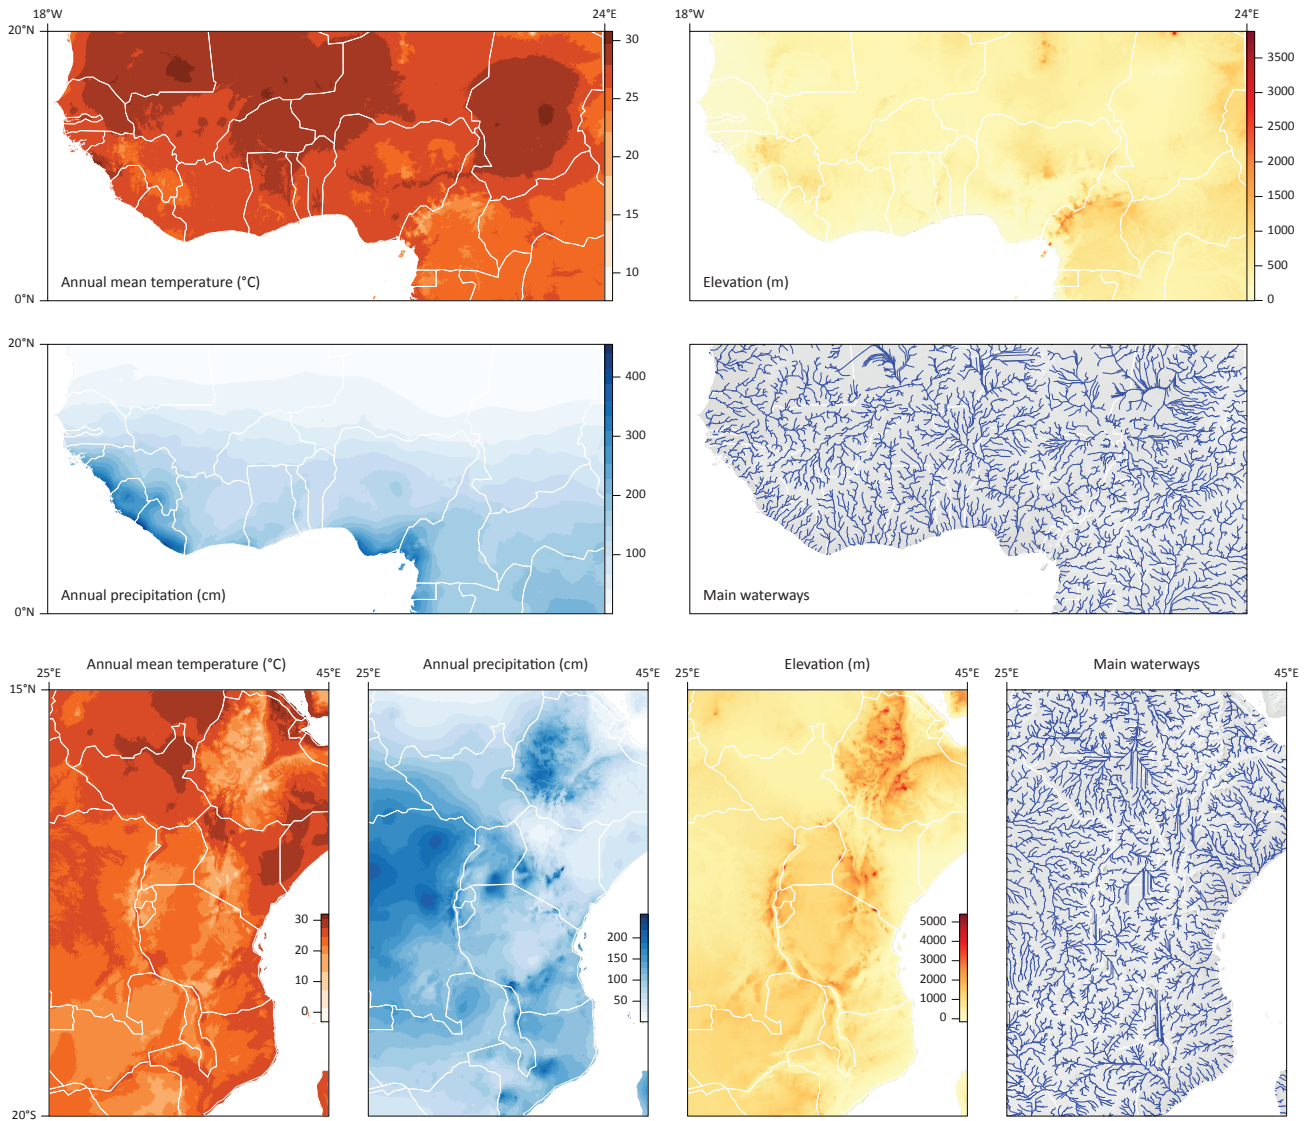 18°W 24°E 18°W 24°E
20°N
30
25
20
15
10
3500
3000
2500
2000
1500
1000
500
0
Annual mean temperature (°C)
Elevation (m)
0°N
20°N
400
300
200
100
Annual precipitation (cm)
Main waterways
0°N
Annual mean temperature (°C) Annual precipitation (cm) Elevation (m) Main waterways
25°E 45°E 25°E 45°E 25°E 45°E 25°E 45°E
15°N
30
20
10
0
200
150
100
50
5000
4000
3000
2000
1000
0
20°S